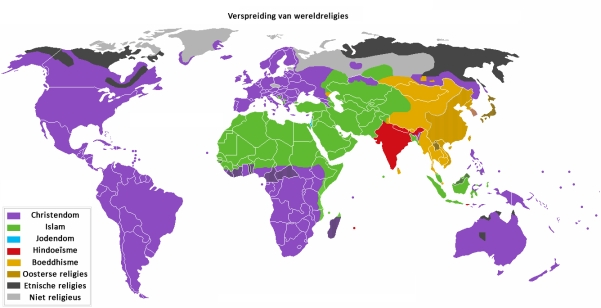 Verspreiding van wereldreligies
Christendom
Islam
Jodendom
Hindoeïsme
Boeddhisme
Oosterse religies
Etnische religies
Niet religieus